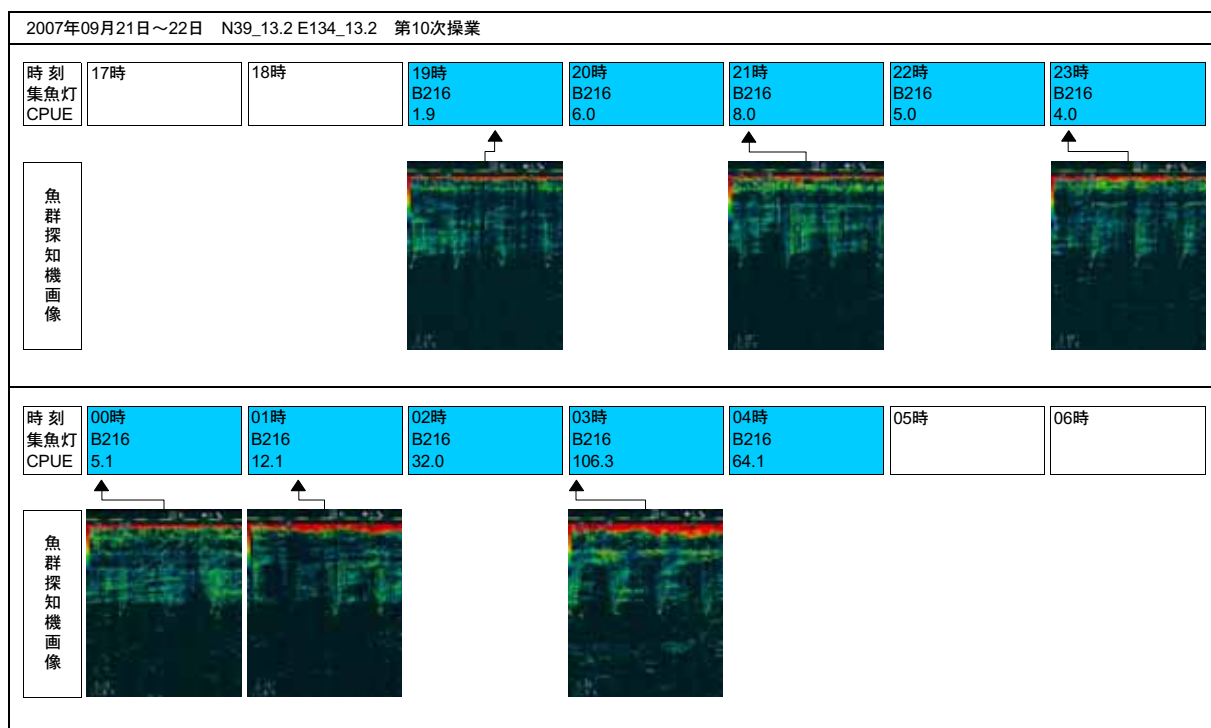 2007年09月21日～22日 N39_13.2 E134_13.2 第10次操業
時刻 17時 18時 19時 20時 21時 22時 23時
集魚灯 B216 B216 B216 B216 B216
CPUE 1.9 6.0 8.0 5.0 4.0
魚群探知機画像
時刻 00時 01時 02時 03時 04時 05時 06時
集魚灯 B216 B216 B216 B216 B216
CPUE 5.1 12.1 32.0 106.3 64.1
魚群探知機画像